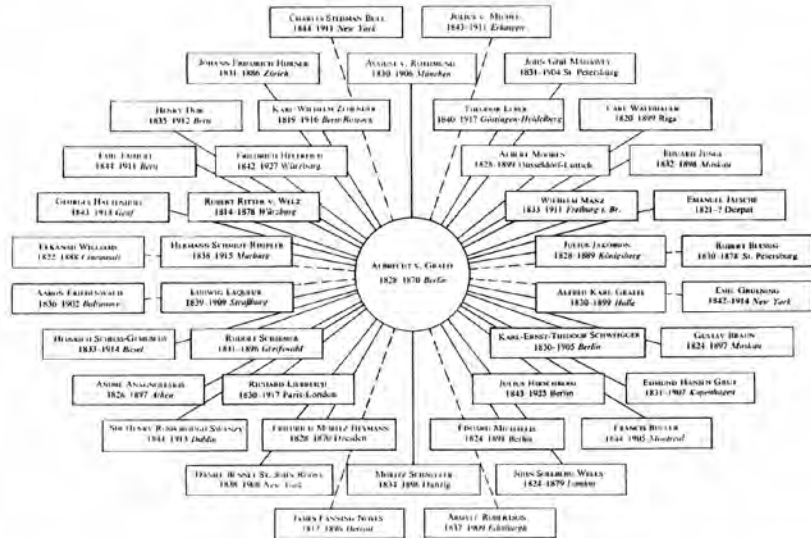 CHARLES STEDMAN BULL
1844 1911 New York
JULIUS v. MICHEL
1843-1911 Erlangen
JOHANN FRIEDRICH HORNER
1831 1886 Zürich
AUGUST v. ROTHMUND
1830 1906 München
1831-1904 St. Petersburg
HENRY DOR
1835 1912 Bern
KARL-WILHELM ZEHENDER
1819 1916 Bern-Rostock
THEODOR LEBER
1840 1917 Göttingen-Heidelberg
CARL WALDHAUER
1820 1899 Riga
1844 1911 Bern
FRIEDRICH HELFREICH
1842 1927 Würzburg
ALBERT MOOREN
1828-1899 Düsseldorf-Lüttich
EDUARD JUNGE
1832 1898 Moskau
GEORGES HALTENHOFF
1843 1915 Genf
ROBERT RITTER v. WELZ
1814-1878 Würzburg
WILHELM MANZ
1833 1911 Freiburg i. Br.
EMANUEL JAESCHE
1821-? Dorpat
ELKANAH WILLIAMS
1822 1888 Cincinnati
HERMANN SCHMIDT-RIMPLER
1838 1915 Marburg
ALBRECHT v. GRAEFE
1828 1870 Berlin
JULIUS JACOBSON
1828-1889 Königsberg
ROBERT BLESSIG
1830-1878 St. Petersburg
AARON FRIEDENWALD
1836 1902 Baltimore
LUDWIG LAQUEUR
1839-1909 Straßburg
ALFRED KARL GRAEFE
1830-1899 Halle
EMIL GRUENING
1842-1914 New York
HEINRICH SCHIESS-GEMUSEUS
1833-1914 Basel
RUDOLF SCHIRMER
1831-1896 Greifswald
KARL-ERNST-THEODOR SCHWEIGGER
1830-1905 Berlin
GUSTAV BRAUN
1824 1897 Moskau
ANDRÉ ANAGNOSTAKIS
1826 1897 Athen
RICHARD LIEBREICH
1830-1917 Paris-London
JULIUS HIRSCHBERG
1843 1925 Berlin
EDMUND HANSEN GRUT
1831-1907 Kopenhagen
SIR HENRY ROSBOROUGH SWANZY
1844 1913 Dublin
FRIEDRICH MORITZ HEYMANN
1828 1870 Dresden
EDUARD MICHAELIS
1824 1891 Berlin
FRANCIS BULLER
1844 1905 Montreal
DANIEL BENNET ST. JOHN ROOSA
1838 1908 New York
MORITZ SCHNELLER
1834 1896 Danzig
JOHN SOELBERG WELLS
1824-1879 London
JAMES FANNING NOYES
1817 1896 Detroit
ARGYLL ROBERTSON
1837 1909 Edinburgh